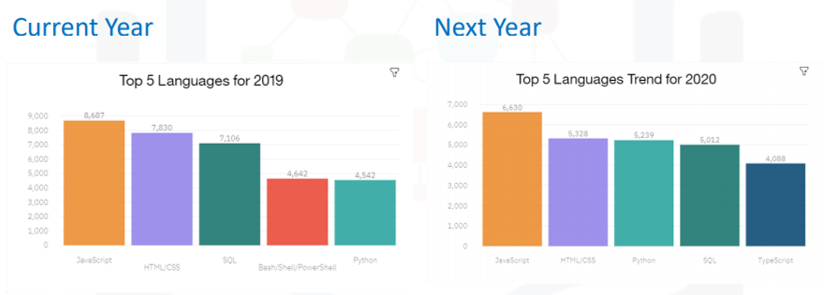 Current Year
Next Year
Top 5 Languages for 2019
9,000
8,000
7,000
6,000
5,000
4,000
3,000
2,000
1,000
0
8,687
7,830
7,106
4,642
4,542
JavaScript
HTML/CSS
SQL
Bash/Shell/PowerShell
Python
Top 5 Languages Trend for 2020
7,000
6,000
5,000
4,000
3,000
2,000
1,000
0
6,630
5,328
5,239
5,012
4,088
JavaScript
HTML/CSS
Python
SQL
TypeScript